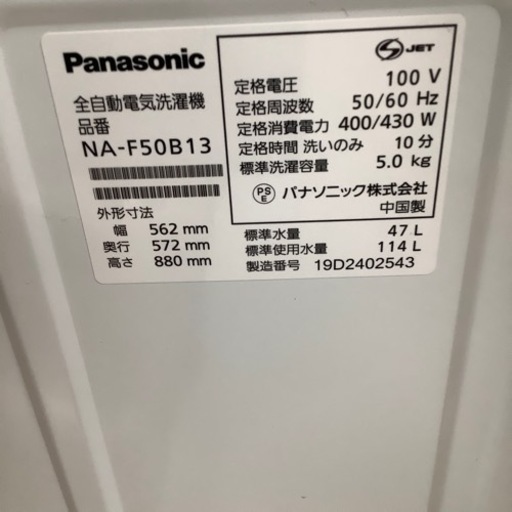 Panasonic
全自動電気洗濯機
品番
NA-F50B13
外形寸法
幅 562 mm
奥行 572 mm
高さ 880 mm
S JET
定格電圧 100 V
定格周波数 50/60 Hz
定格消費電力 400/430 W
定格時間 洗いのみ 10 分
標準洗濯容量 5.0 kg
PS E パナソニック株式会社
中国製
標準水量 47 L
標準使用水量 114 L
製造番号 19D2402543